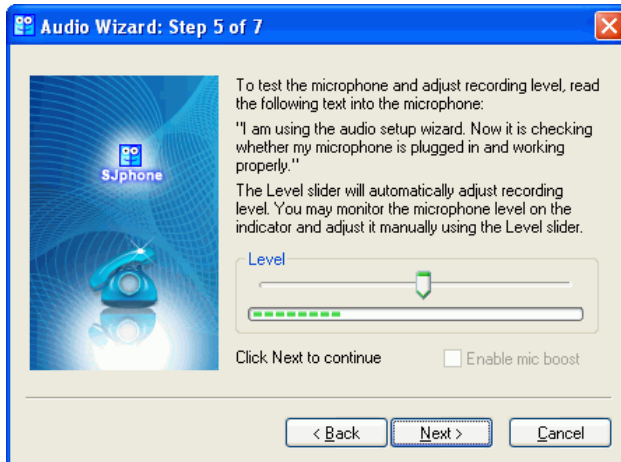 Audio Wizard: Step 5 of 7
To test the microphone and adjust recording level, read
the following text into the microphone:
"I am using the audio setup wizard. Now it is checking
whether my microphone is plugged in and working
properly."
SJphone
The Level slider will automatically adjust recording
level. You may monitor the microphone level on the
indicator and adjust it manually using the Level slider.
Level
Click Next to continue
Enable mic boost
< Back
Next >
Cancel